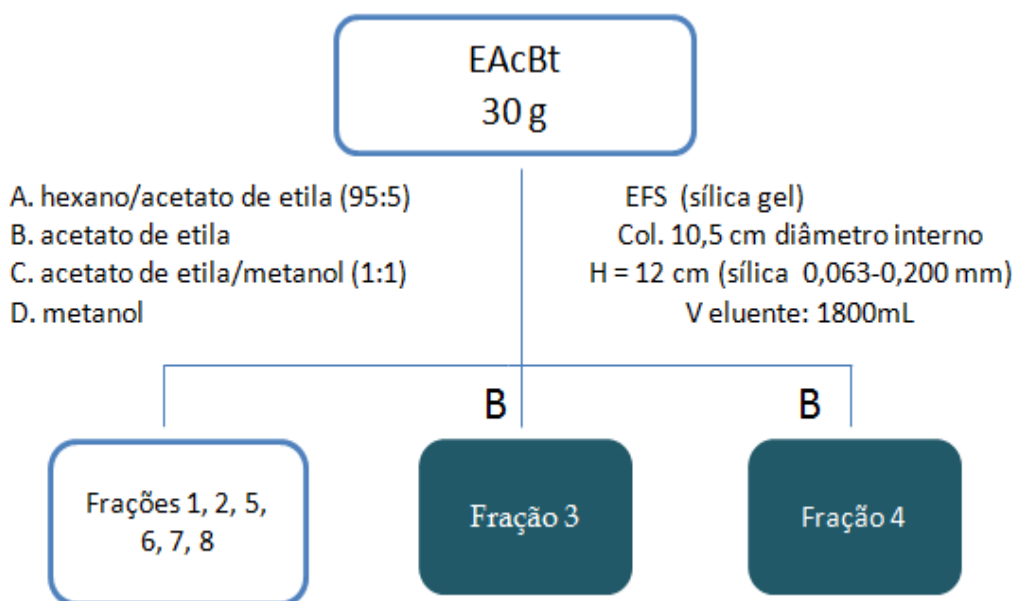 EAcBt
30 g
A. hexano/acetato de etila (95:5)
B. acetato de etila
C. acetato de etila/metanol (1:1)
D. metanol
EFS (sílica gel)
Col. 10,5 cm diâmetro interno
H = 12 cm (sílica 0,063-0,200 mm)
V eluente: 1800mL
B
B
Frações 1, 2, 5,
6, 7, 8
Fração 3
Fração 4